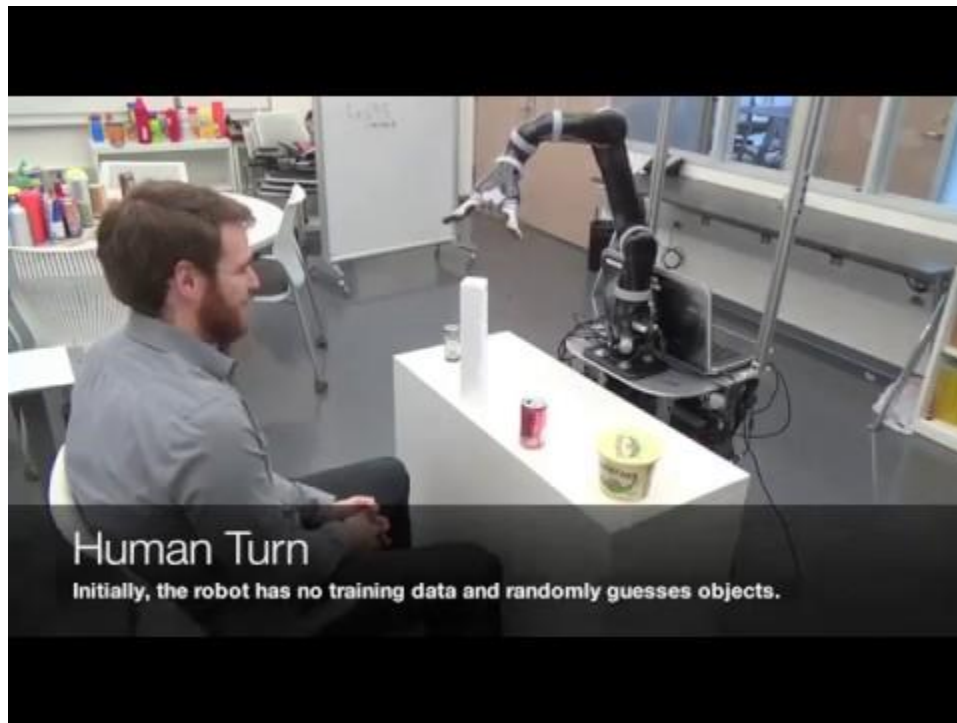 Human Turn
Initially, the robot has no training data and randomly guesses objects.